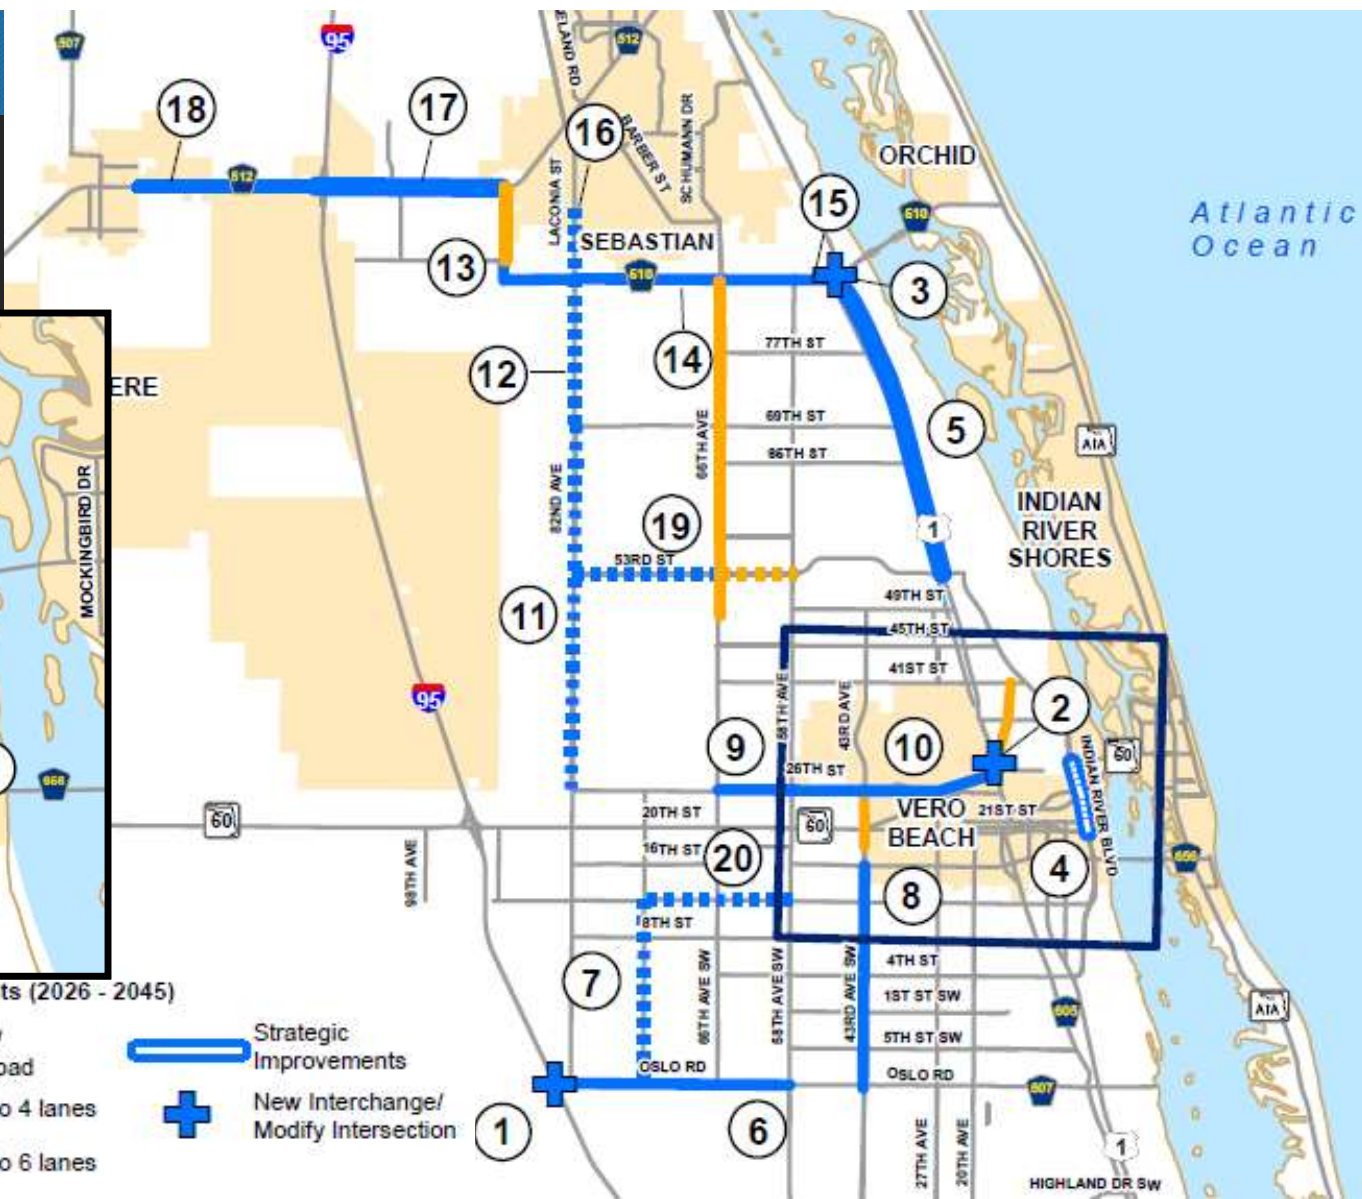 507
95
512
ELAND RD
18
17
16
BARBER ST
SCHUMANN DR
ORCHID
512
LACONIA ST
15
510
Atlantic
Ocean
SEBASTIAN
13
510
3
77TH ST
12
14
ERE
69TH ST
5
66TH AVE
A1A
65TH ST
MOCKINGBIRD DR
82ND AVE
INDIAN
RIVER
SHORES
19
1
53RD ST
11
49TH ST
45TH ST
41ST ST
95
58TH AVE
43RD AVE
2
9
10
INDIAN RIVER BLVD
60
26TH ST
656
60
20TH ST
60
VERO
BEACH
21ST ST
16TH ST
20
98TH AVE
4
656
8
8TH ST
4TH ST
7
66TH AVE SW
58TH AVE SW
43RD AVE SW
1ST ST SW
A1A
605
5TH ST SW
OSLO RD
OSLO RD
607
1
6
27TH AVE
20TH AVE
1
HIGHLAND DR SW
ts (2026 - 2045)
oad
o 4 lanes
o 6 lanes
Strategic
Improvements
New Interchange/
Modify Intersection